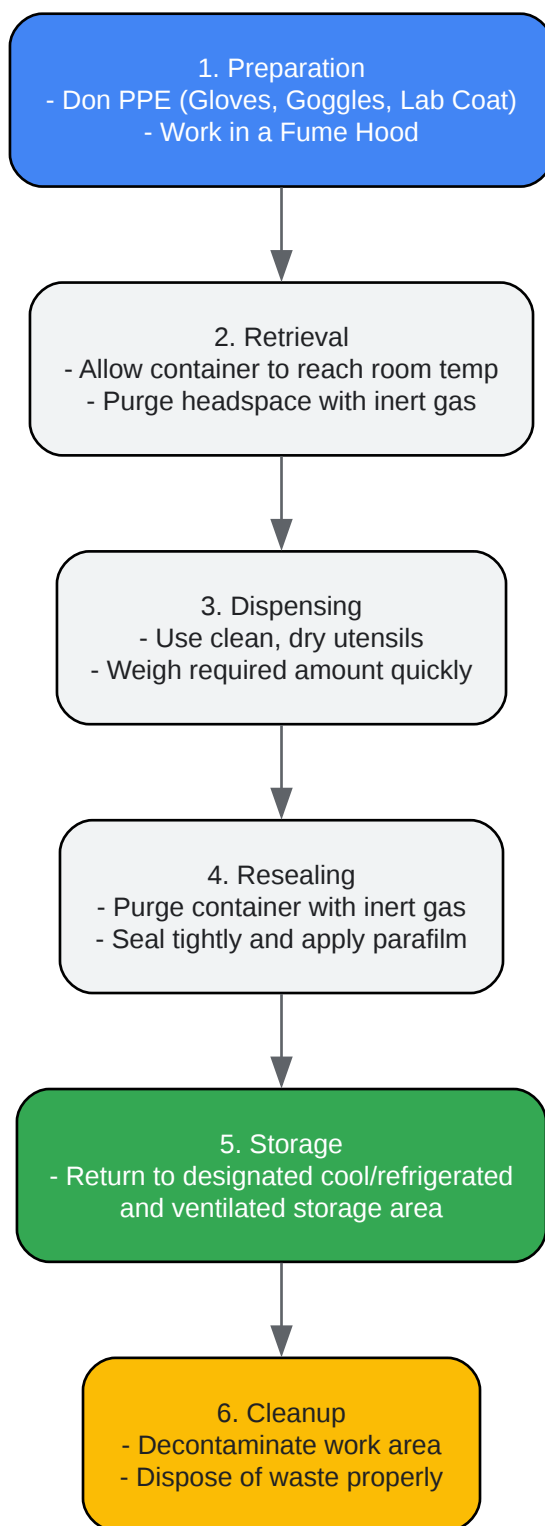 1. Preparation
- Don PPE (Gloves, Goggles, Lab Coat)
- Work in a Fume Hood
2. Retrieval
- Allow container to reach room temp
- Purge headspace with inert gas
3. Dispensing
- Use clean, dry utensils
- Weigh required amount quickly
4. Resealing
- Purge container with inert gas
- Seal tightly and apply parafilm
5. Storage
- Return to designated cool/refrigerated
and ventilated storage area
6. Cleanup
- Decontaminate work area
- Dispose of waste properly